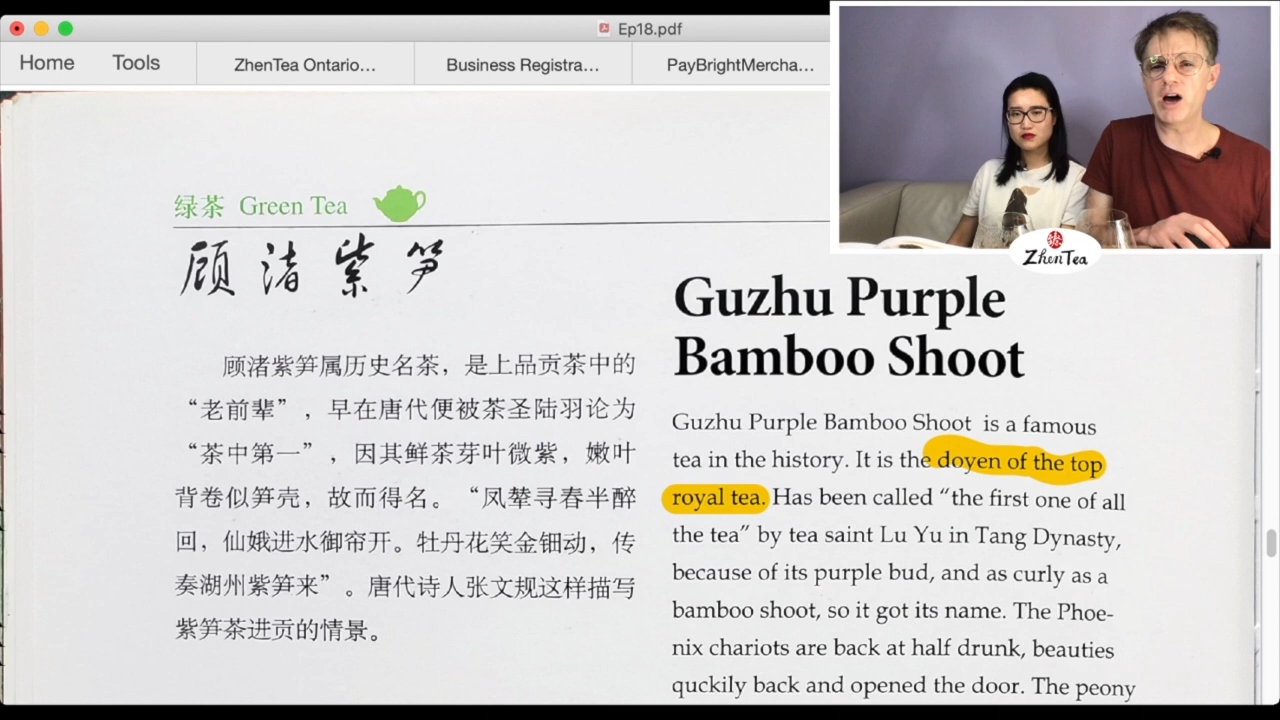 Ep18.pdf
Home
Tools
ZhenTea Ontario…
Business Registra…
PayBrightMercha…
ZhenTea
绿茶 Green Tea
顾渚紫笋
顾渚紫笋属历史名茶，是上品贡茶中的
“老前辈”，早在唐代便被茶圣陆羽论为
“茶中第一”，因其鲜茶芽叶微紫，嫩叶
背卷似笋壳，故而得名。“凤辇寻春半醉
回，仙娥进水御帘开。牡丹花笑金钿动，传
奏湖州紫笋来”。唐代诗人张文规这样描写
紫笋茶进贡的情景。
Guzhu Purple
Bamboo Shoot
Guzhu Purple Bamboo Shoot is a famous
tea in the history. It is the doyen of the top
royal tea. Has been called “the first one of all
the tea” by tea saint Lu Yu in Tang Dynasty,
because of its purple bud, and as curly as a
bamboo shoot, so it got its name. The Phoe-
nix chariots are back at half drunk, beauties
quckily back and opened the door. The peony